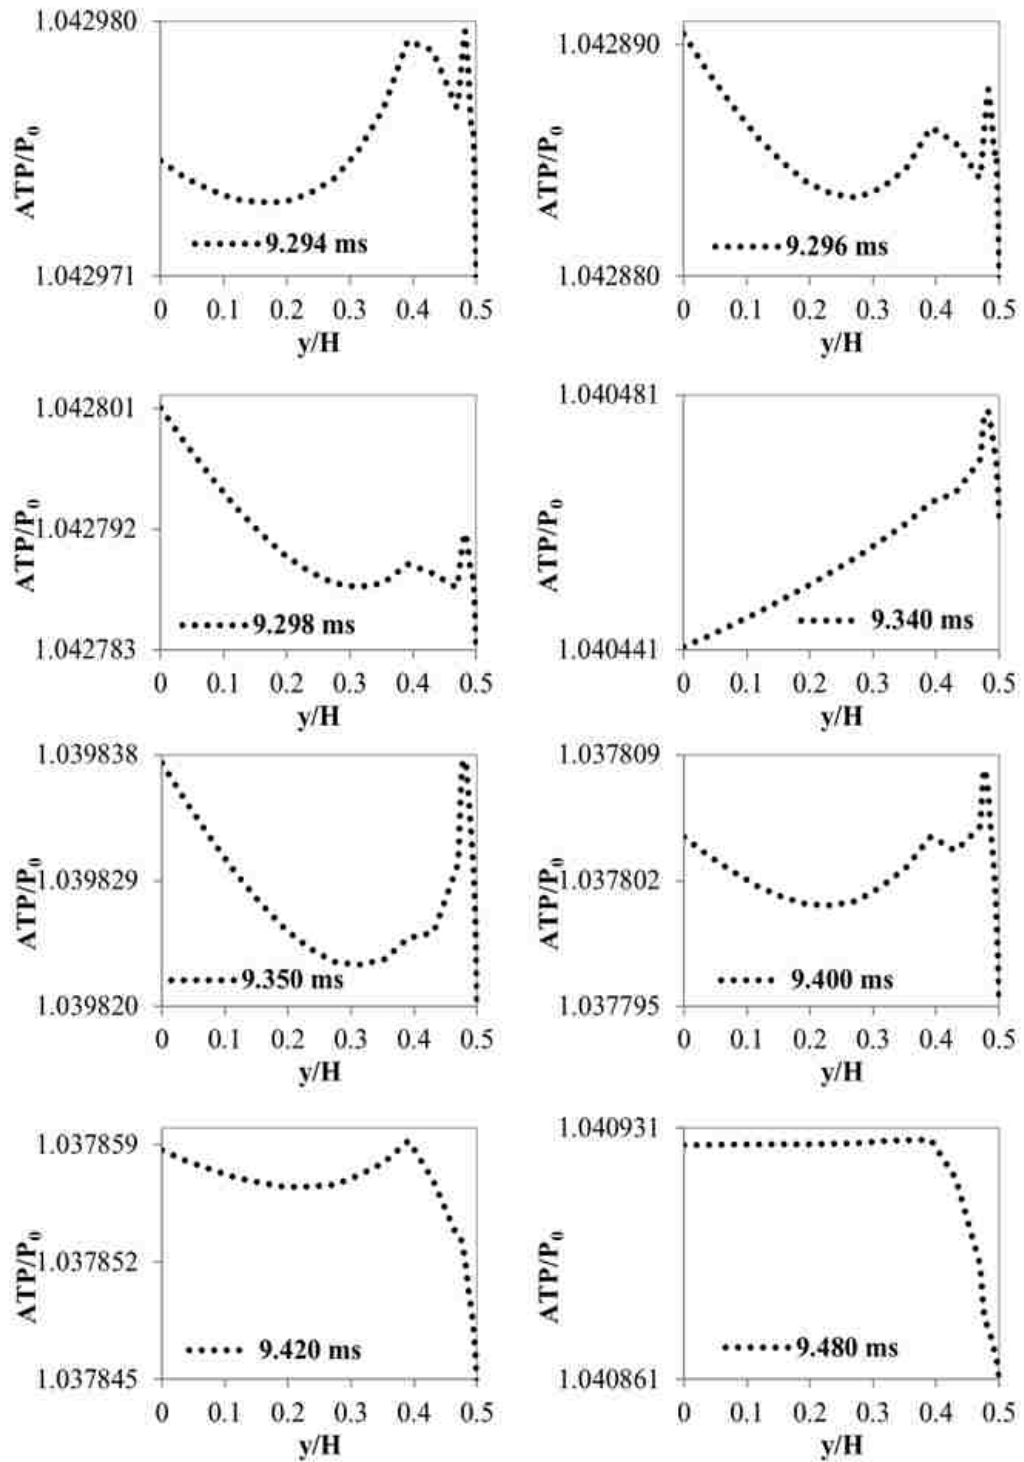 1.042980
ATP/P0
9.294 ms
1.042971
0 0.1 0.2 0.3 0.4 0.5
y/H
1.042890
ATP/P0
9.296 ms
1.042880
0 0.1 0.2 0.3 0.4 0.5
y/H
1.042801
1.042792
ATP/P0
9.298 ms
1.042783
0 0.1 0.2 0.3 0.4 0.5
y/H
1.040481
ATP/P0
9.340 ms
1.040441
0 0.1 0.2 0.3 0.4 0.5
y/H
1.039838
1.039829
ATP/P0
9.350 ms
1.039820
0 0.1 0.2 0.3 0.4 0.5
y/H
1.037809
1.037802
ATP/P0
9.400 ms
1.037795
0 0.1 0.2 0.3 0.4 0.5
y/H
1.037859
1.037852
ATP/P0
9.420 ms
1.037845
0 0.1 0.2 0.3 0.4 0.5
y/H
1.040931
ATP/P0
9.480 ms
1.040861
0 0.1 0.2 0.3 0.4 0.5
y/H